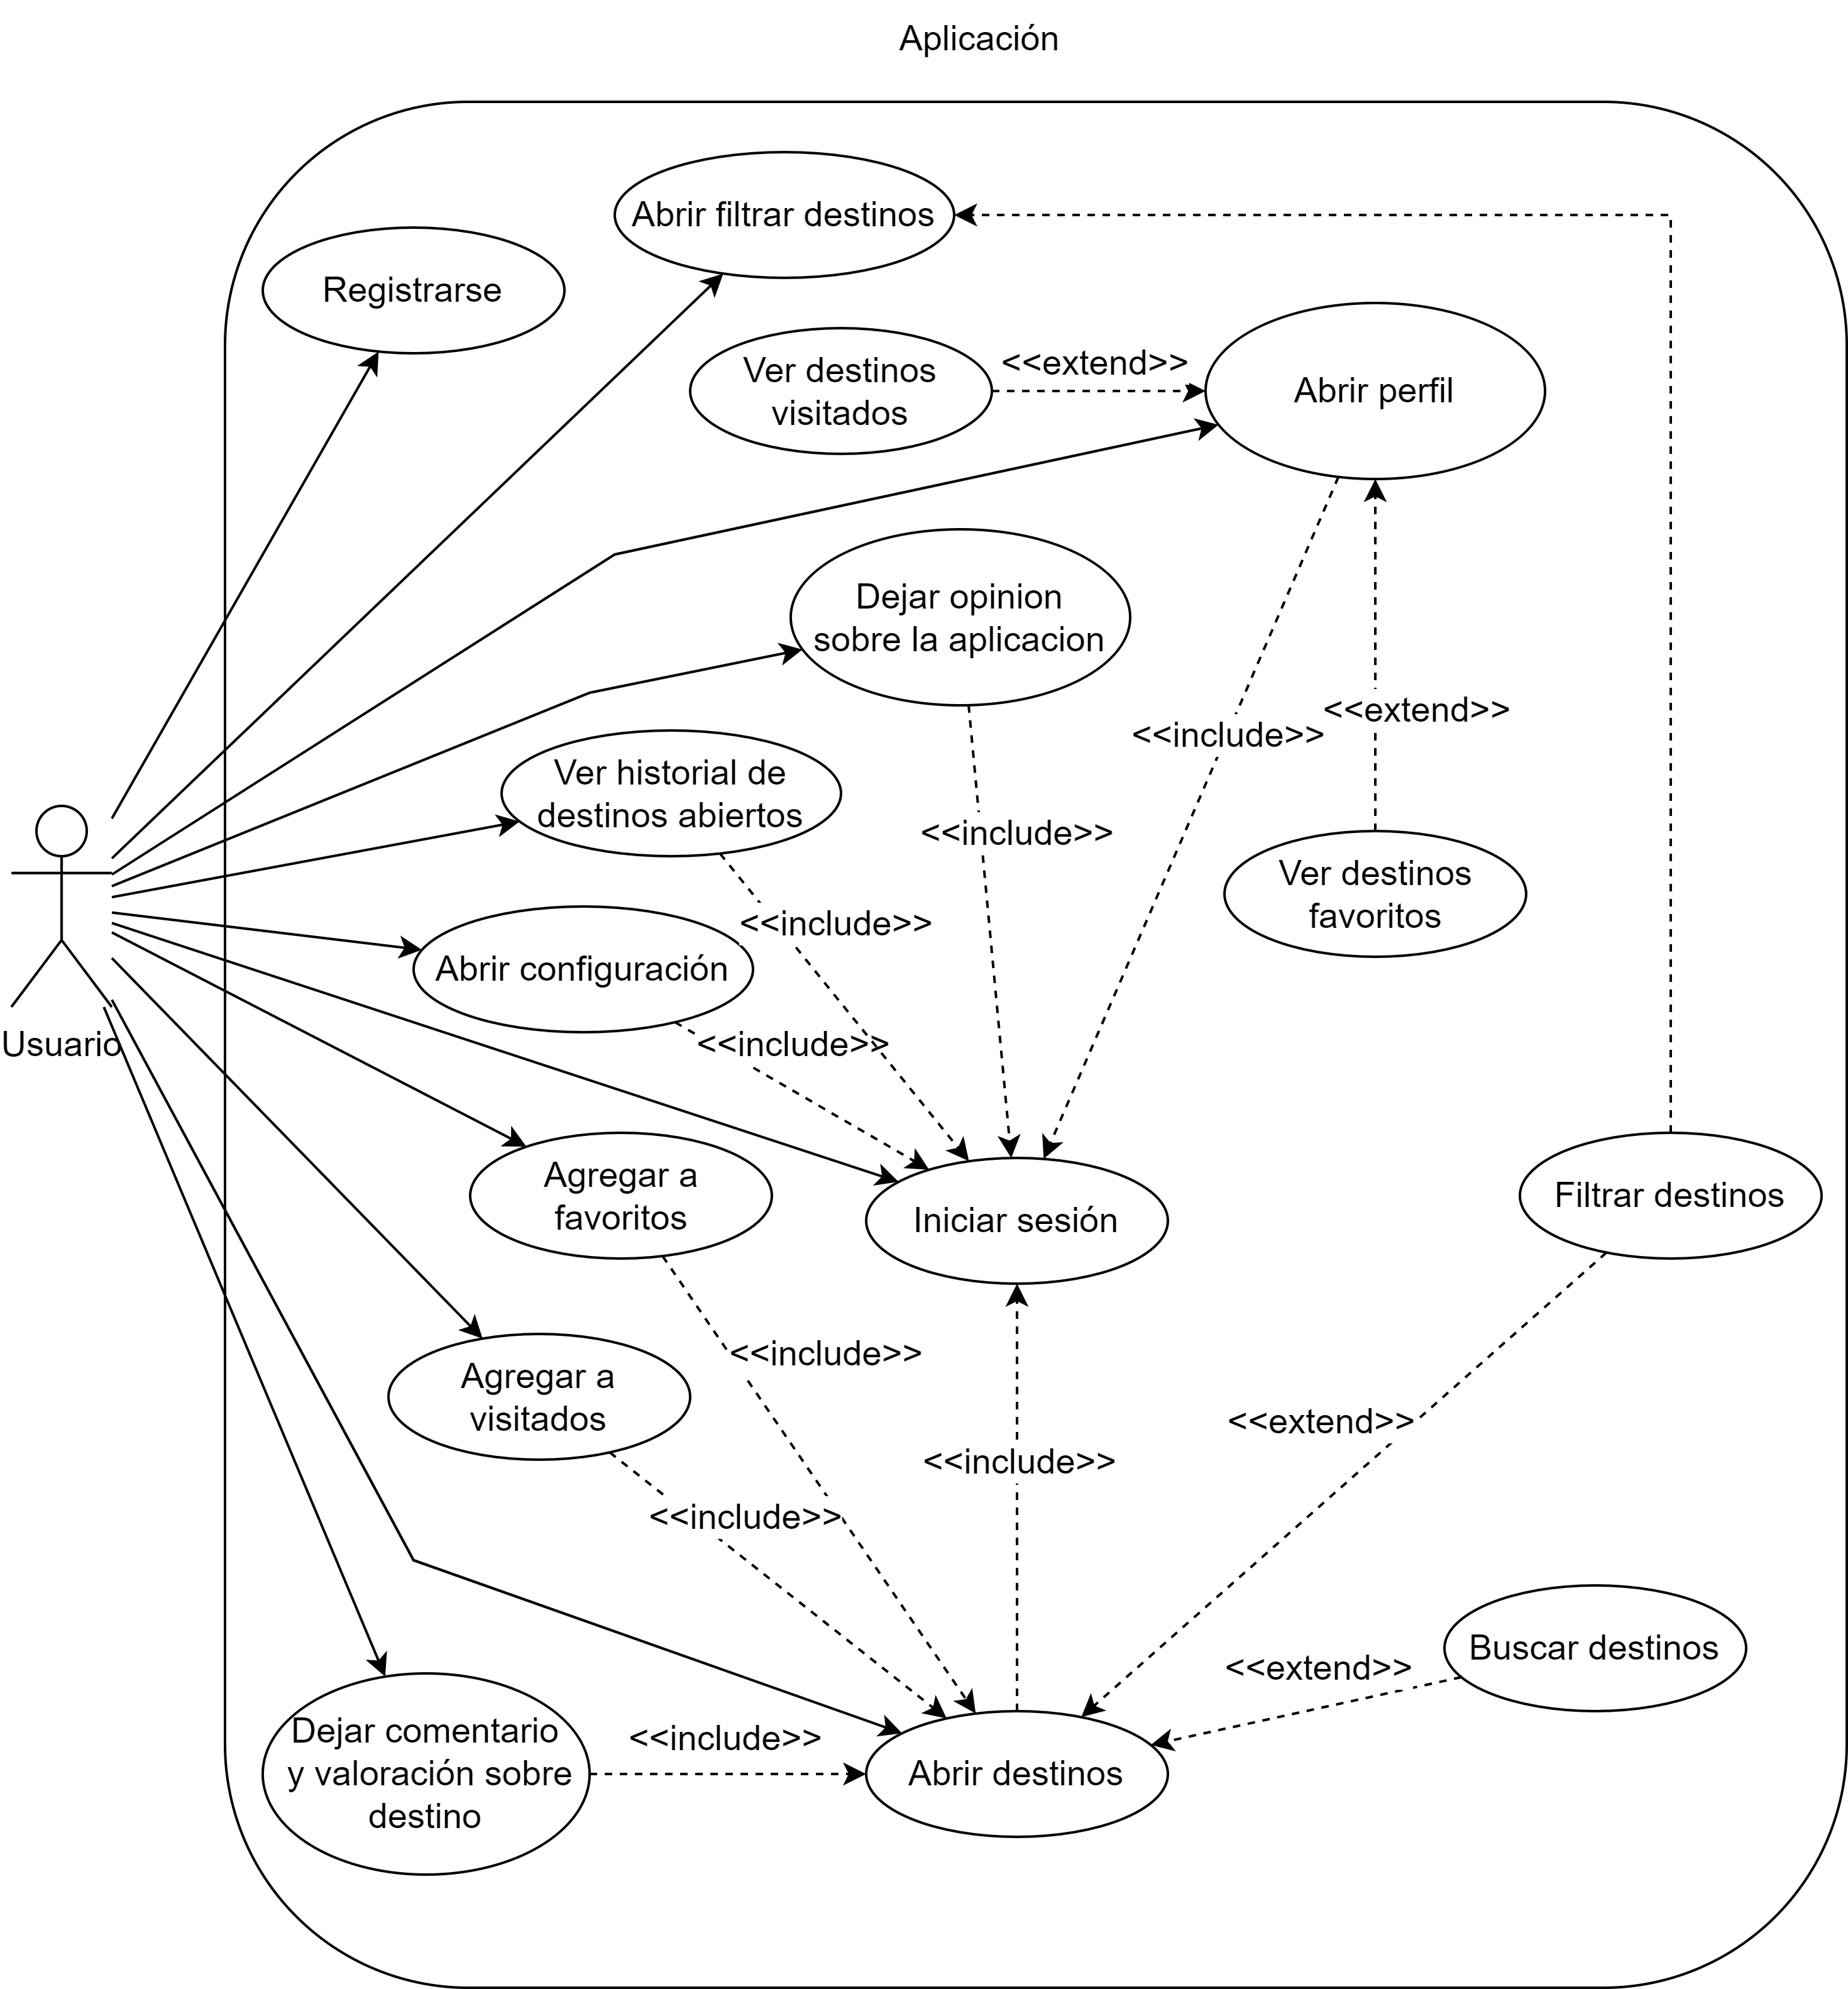 Aplicación
Abrir filtrar destinos
Registrarse
Ver destinos
visitados
<<extend>>
Abrir perfil
Dejar opinion
sobre la aplicacion
<<extend>>
<<include>>
Ver historial de
destinos abiertos
<<include>>
Ver destinos
favoritos
<<include>>
Abrir configuración
<<include>>
Usuario
Agregar a
favoritos
Iniciar sesión
Filtrar destinos
<<include>>
Agregar a
visitados
<<extend>>
<<include>>
<<include>>
Buscar destinos
<<extend>>
Dejar comentario
y valoración sobre
destino
<<include>>
Abrir destinos